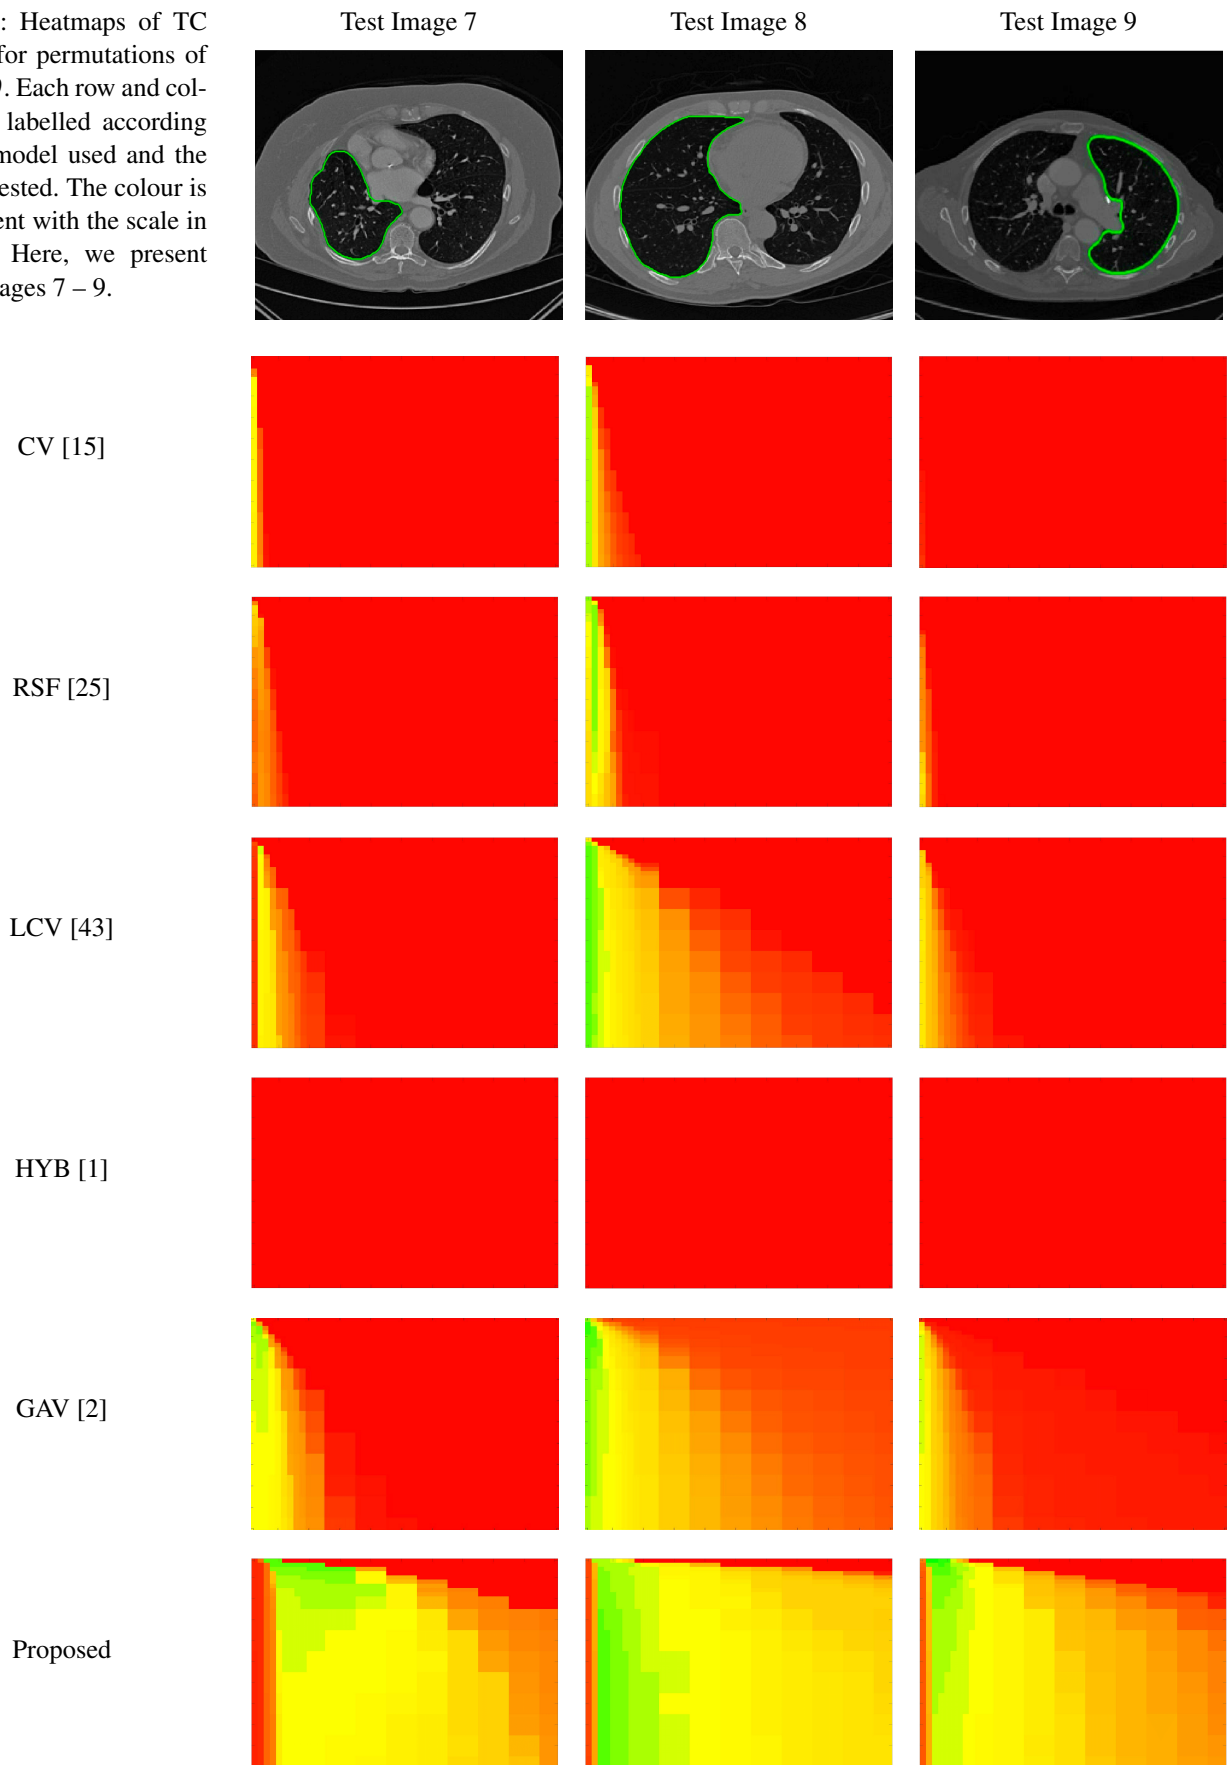 : Heatmaps of TC
for permutations of
. Each row and col-
labelled according
model used and the
ested. The colour is
ent with the scale in
Here, we present
ages 7 – 9.
Test Image 7
Test Image 8
Test Image 9
CV [15]
RSF [25]
LCV [43]
HYB [1]
GAV [2]
Proposed